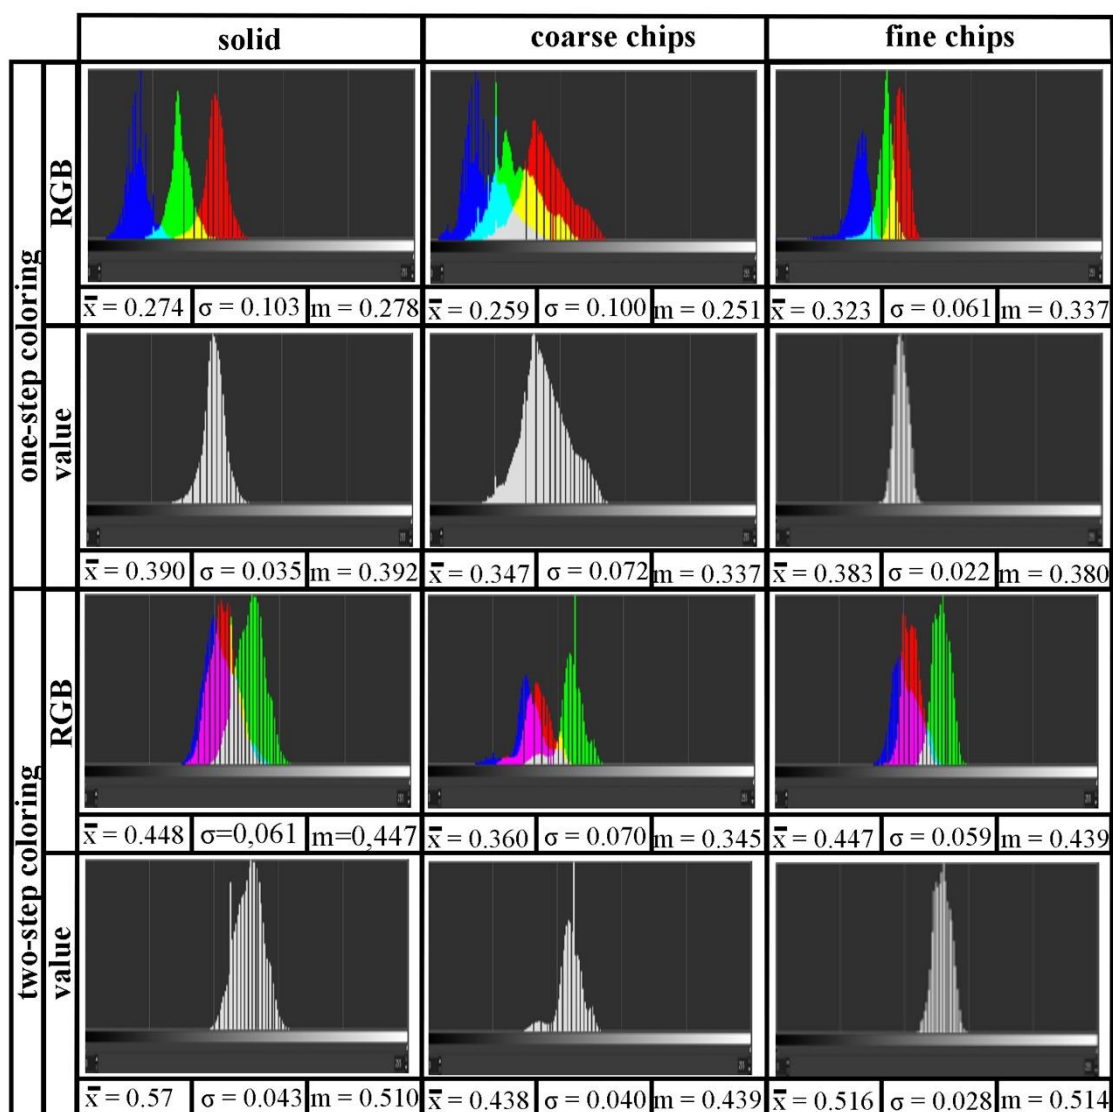 solid coarse chips fine chips
one-step coloring
RGB
x̄ = 0.274 σ = 0.103 m = 0.278 x̄ = 0.259 σ = 0.100 m = 0.251 x̄ = 0.323 σ = 0.061 m = 0.337
value
x̄ = 0.390 σ = 0.035 m = 0.392 x̄ = 0.347 σ = 0.072 m = 0.337 x̄ = 0.383 σ = 0.022 m = 0.380
two-step coloring
RGB
x̄ = 0.448 σ=0,061 m=0,447 x̄ = 0.360 σ = 0.070 m = 0.345 x̄ = 0.447 σ = 0.059 m = 0.439
value
x̄ = 0.57 σ = 0.043 m = 0.510 x̄ = 0.438 σ = 0.040 m = 0.439 x̄ = 0.516 σ = 0.028 m = 0.514